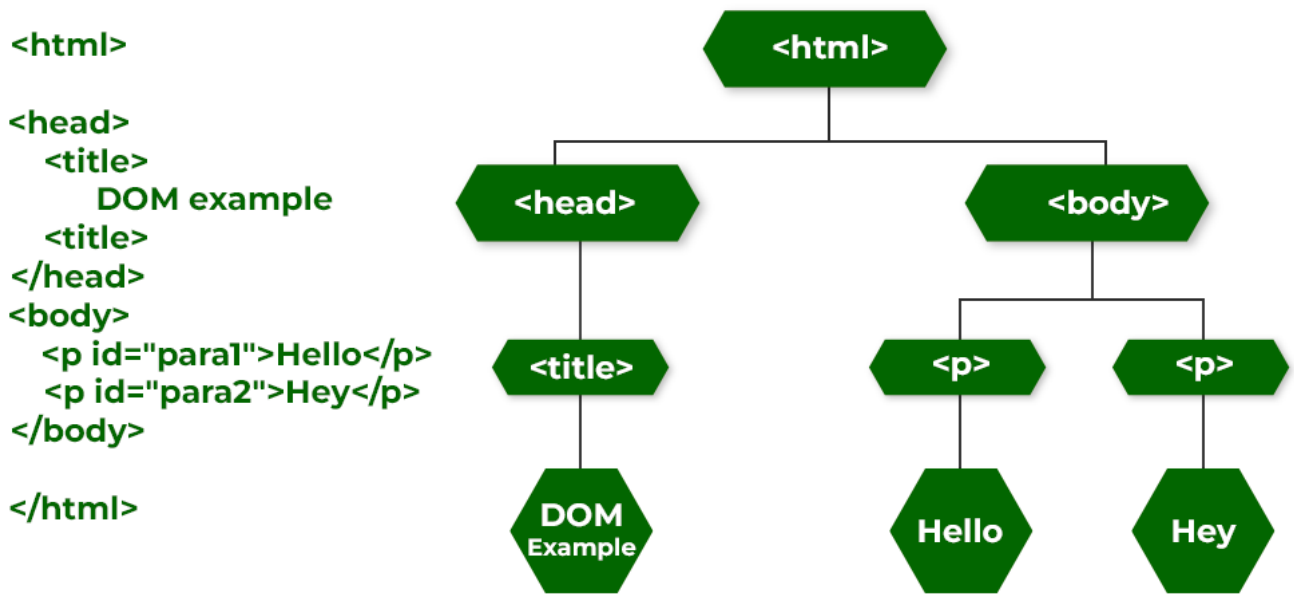 <html>
<head>
<title>
DOM example
<title>
</head>
<body>
<p id="para1">Hello</p>
<p id="para2">Hey</p>
</body>
</html>
<html>
<head>
<body>
<title>
<p>
<p>
DOM
Example
Hello
Hey